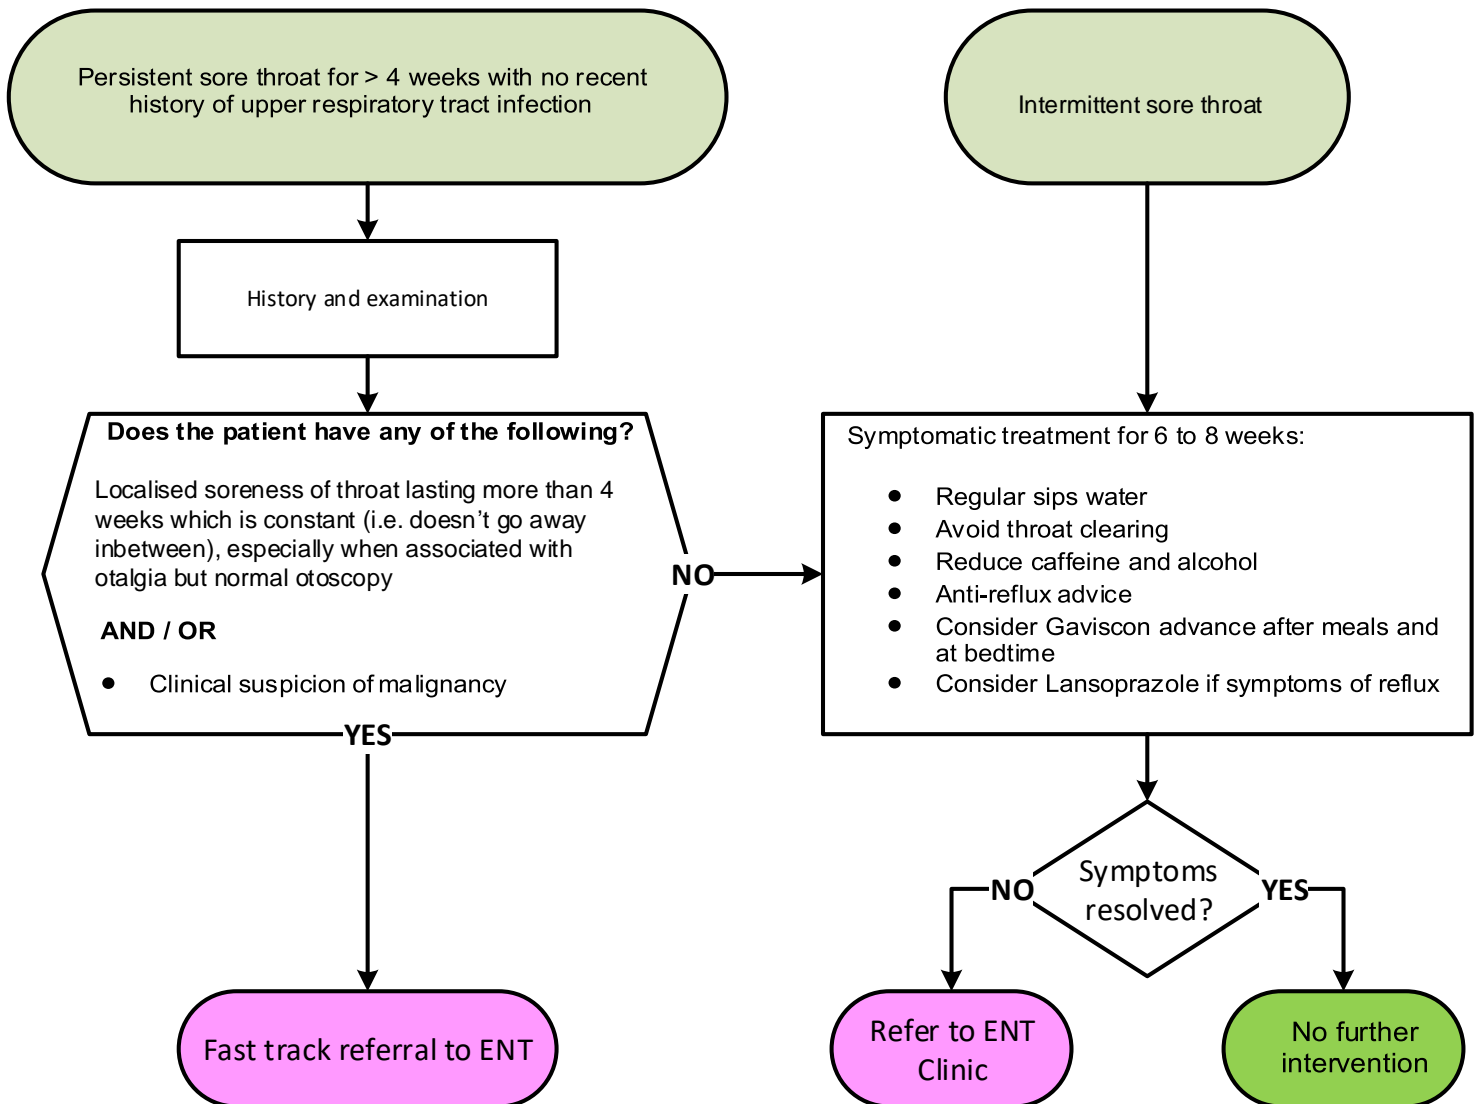 Persistent sore throat for > 4 weeks with no recent
history of upper respiratory tract infection
Intermittent sore throat
History and examination
Does the patient have any of the following?
Localised soreness of throat lasting more than 4
weeks which is constant (i.e. doesn’t go away
inbetween), especially when associated with
otalgia but normal otoscopy
AND / OR
● Clinical suspicion of malignancy
NO
YES
Symptomatic treatment for 6 to 8 weeks:
● Regular sips water
● Avoid throat clearing
● Reduce caffeine and alcohol
● Anti-reflux advice
● Consider Gaviscon advance after meals and
at bedtime
● Consider Lansoprazole if symptoms of reflux
Symptoms
resolved?
NO
YES
Fast track referral to ENT
Refer to ENT
Clinic
No further
intervention